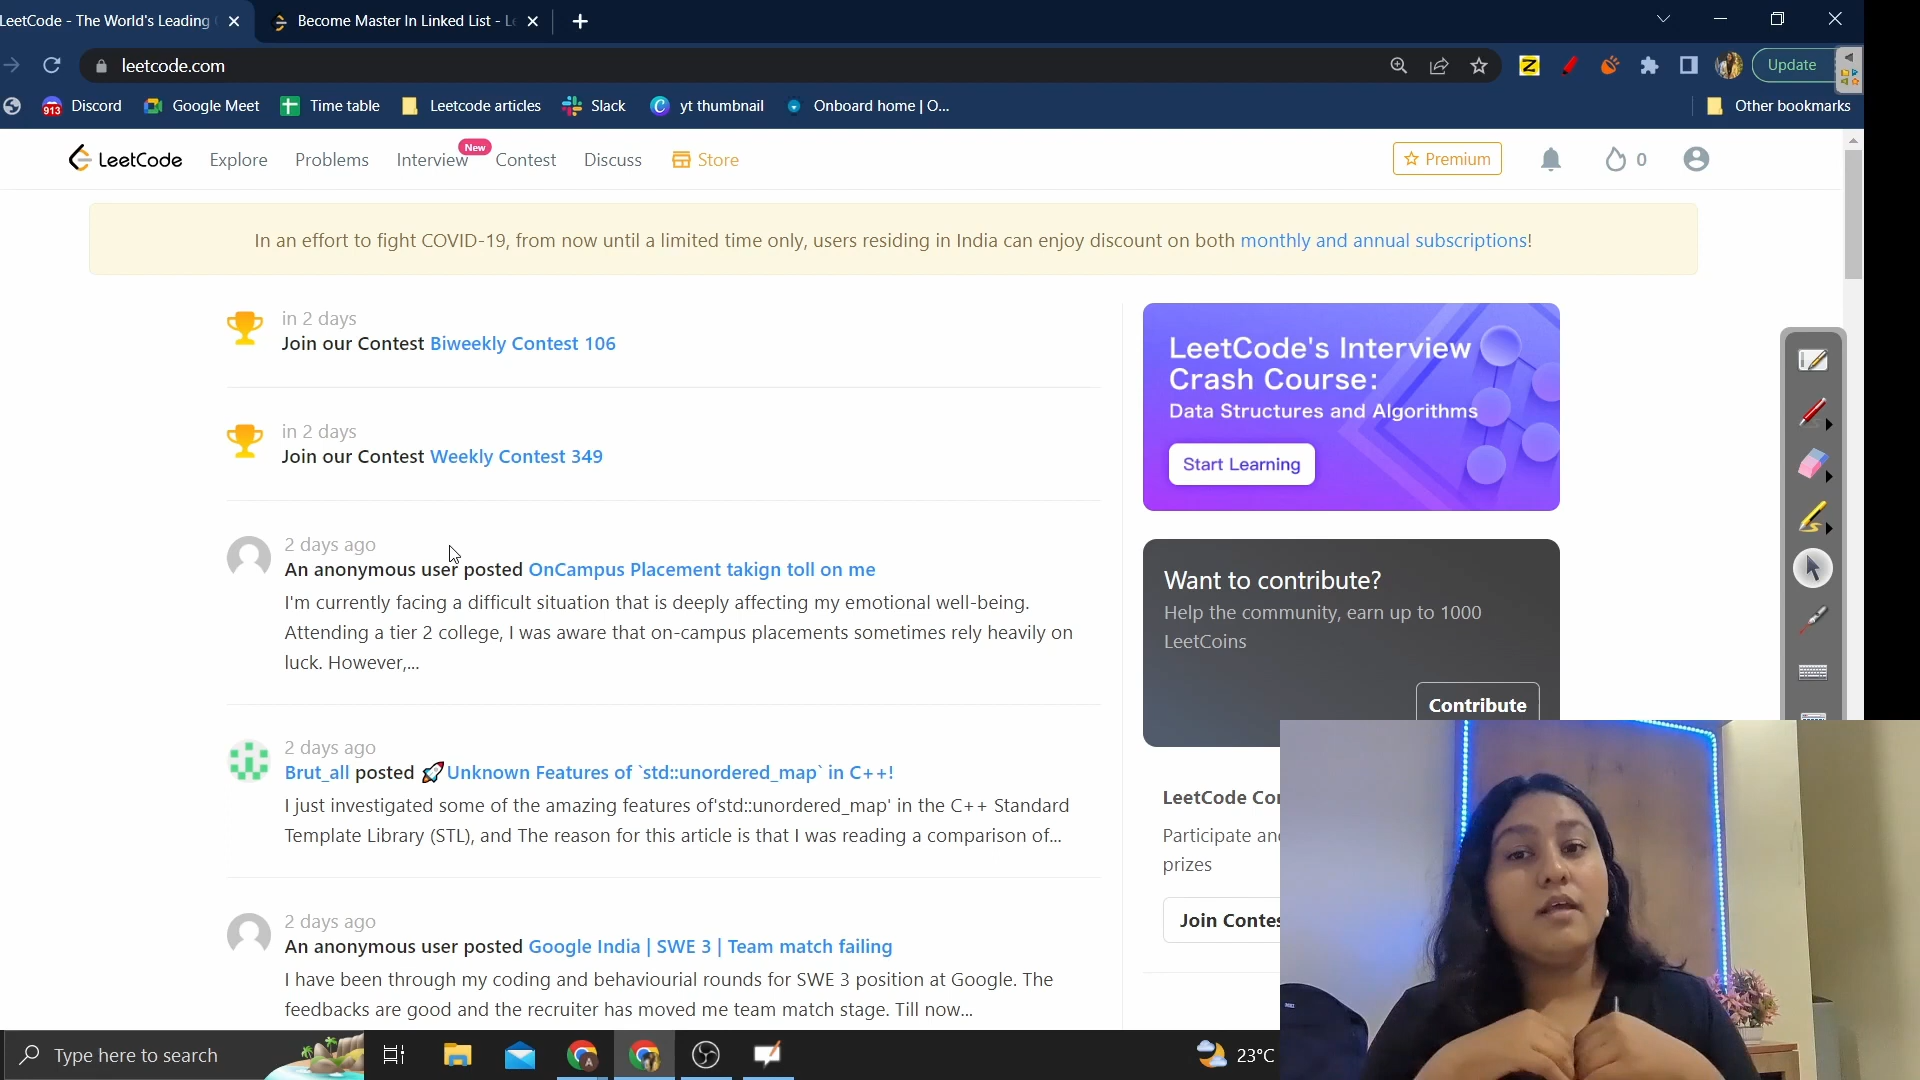 LeetCode - The World's Leading
Become Master In Linked List - L
leetcode.com
Update
913
Discord
Google Meet
Time table
Leetcode articles
Slack
yt thumbnail
Onboard home | O...
Other bookmarks
LeetCode
Explore
Problems
Interview
New
Contest
Discuss
Store
Premium
0
In an effort to fight COVID-19, from now until a limited time only, users residing in India can enjoy discount on both monthly and annual subscriptions!
in 2 days
Join our Contest Biweekly Contest 106
in 2 days
Join our Contest Weekly Contest 349
2 days ago
An anonymous user posted OnCampus Placement takign toll on me
I'm currently facing a difficult situation that is deeply affecting my emotional well-being.
Attending a tier 2 college, I was aware that on-campus placements sometimes rely heavily on
luck. However,...
2 days ago
Brut_all posted 🚀Unknown Features of `std::unordered_map` in C++!
I just investigated some of the amazing features of'std::unordered_map' in the C++ Standard
Template Library (STL), and The reason for this article is that I was reading a comparison of...
2 days ago
An anonymous user posted Google India | SWE 3 | Team match failing
I have been through my coding and behaviourial rounds for SWE 3 position at Google. The
feedbacks are good and the recruiter has moved me team match stage. Till now...
LeetCode's Interview
Crash Course:
Data Structures and Algorithms
Start Learning
Want to contribute?
Help the community, earn up to 1000
LeetCoins
Contribute
LeetCode Con
Participate and
prizes
Join Contes
Type here to search
23°C